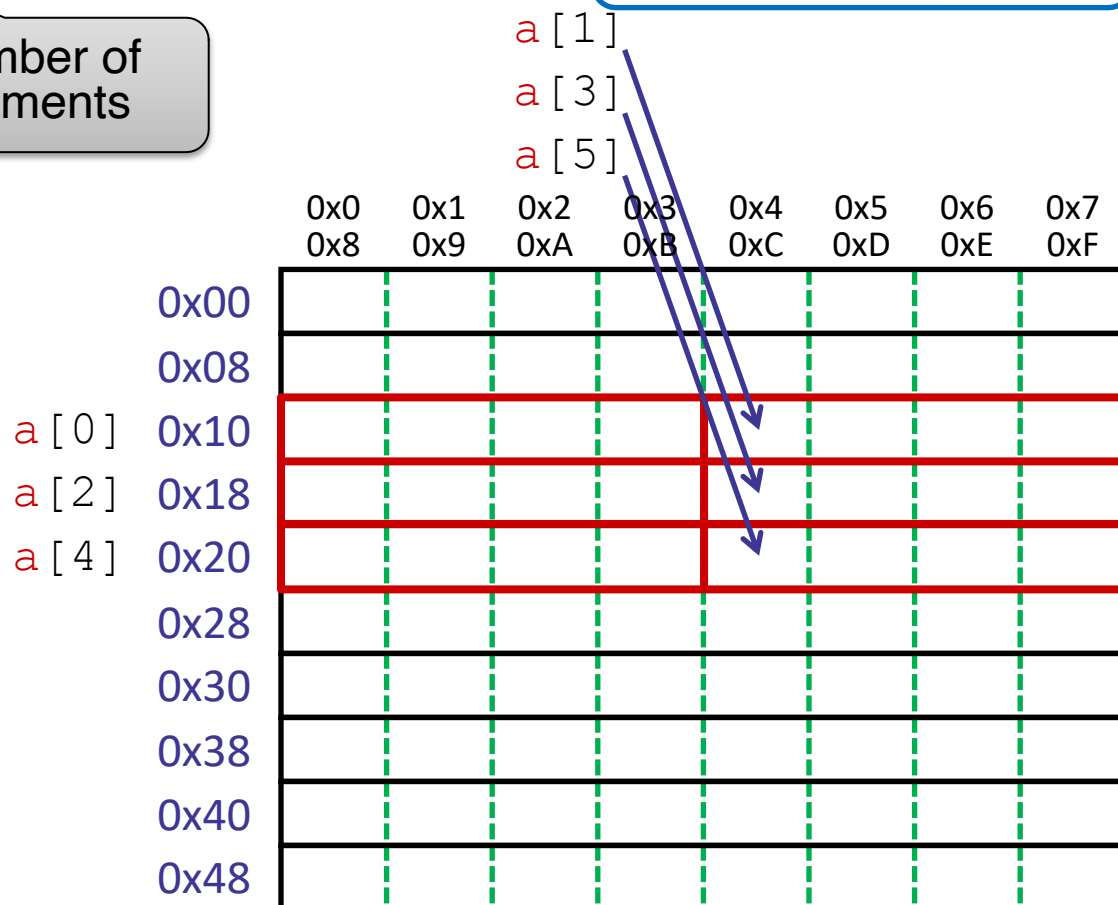 a[1]
mber of
ments
a[3]
a[5]
0x0 0x1 0x2 0x3 0x4 0x5 0x6 0x7
0x8 0x9 0xA 0xB 0xC 0xD 0xE 0xF
0x00
0x08
a[0] 0x10
a[2] 0x18
a[4] 0x20
0x28
0x30
0x38
0x40
0x48